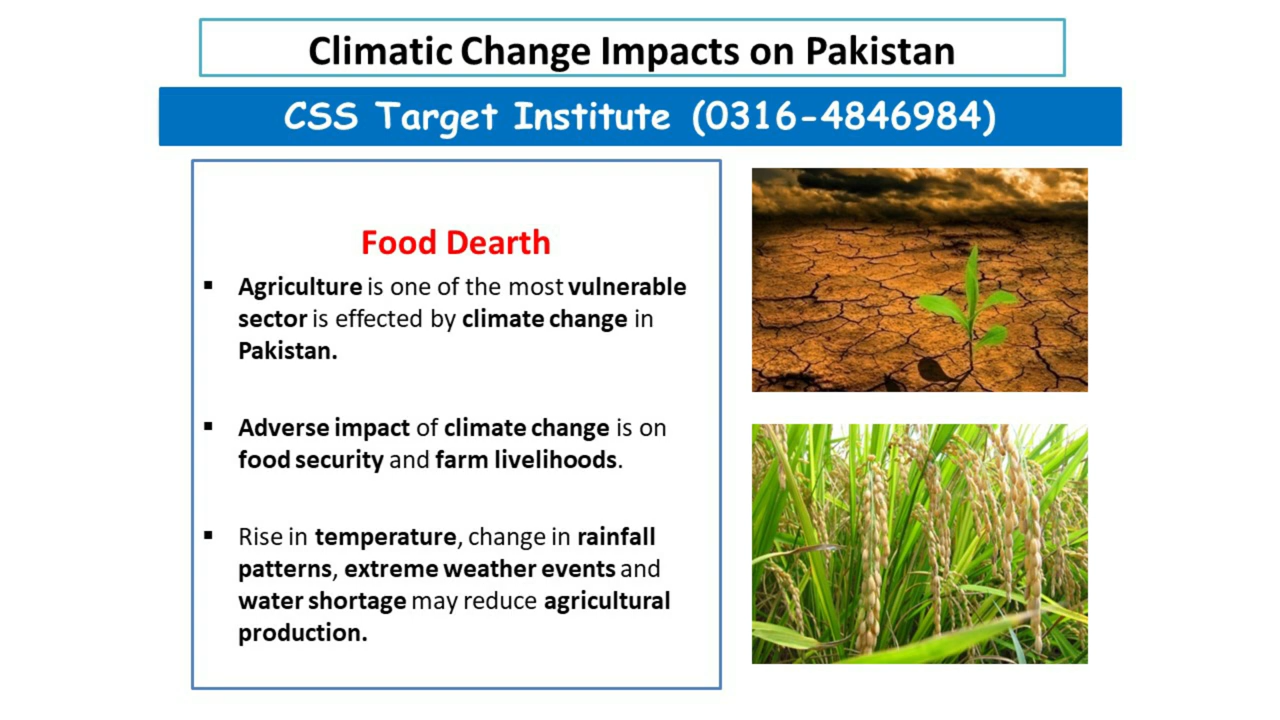 Climatic Change Impacts on Pakistan
CSS Target Institute (0316-4846984)
Food Dearth
▪ Agriculture is one of the most vulnerable
sector is effected by climate change in
Pakistan.
▪ Adverse impact of climate change is on
food security and farm livelihoods.
▪ Rise in temperature, change in rainfall
patterns, extreme weather events and
water shortage may reduce agricultural
production.